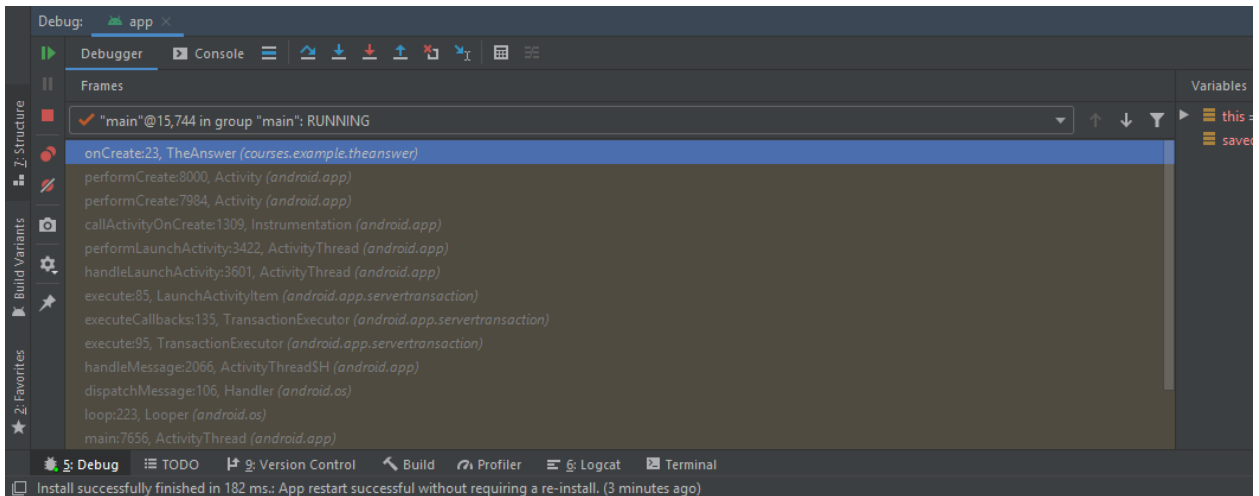 Debug: app
Debugger Console
Frames Variables
"main"@15,744 in group "main": RUNNING
this =
onCreate:23, TheAnswer (courses.example.theanswer)
performCreate:8000, Activity (android.app)
performCreate:7984, Activity (android.app)
callActivityOnCreate:1309, Instrumentation (android.app)
performLaunchActivity:3422, ActivityThread (android.app)
handleLaunchActivity:3601, ActivityThread (android.app)
execute:85, LaunchActivityItem (android.app.servertransaction)
executeCallbacks:135, TransactionExecutor (android.app.servertransaction)
execute:95, TransactionExecutor (android.app.servertransaction)
handleMessage:2066, ActivityThread$H (android.app)
dispatchMessage:106, Handler (android.os)
loop:223, Looper (android.os)
main:7656, ActivityThread (android.app)
7: Structure
Build Variants
2: Favorites
5: Debug TODO 9: Version Control Build Profiler 6: Logcat Terminal
Install successfully finished in 182 ms.: App restart successful without requiring a re-install. (3 minutes ago)